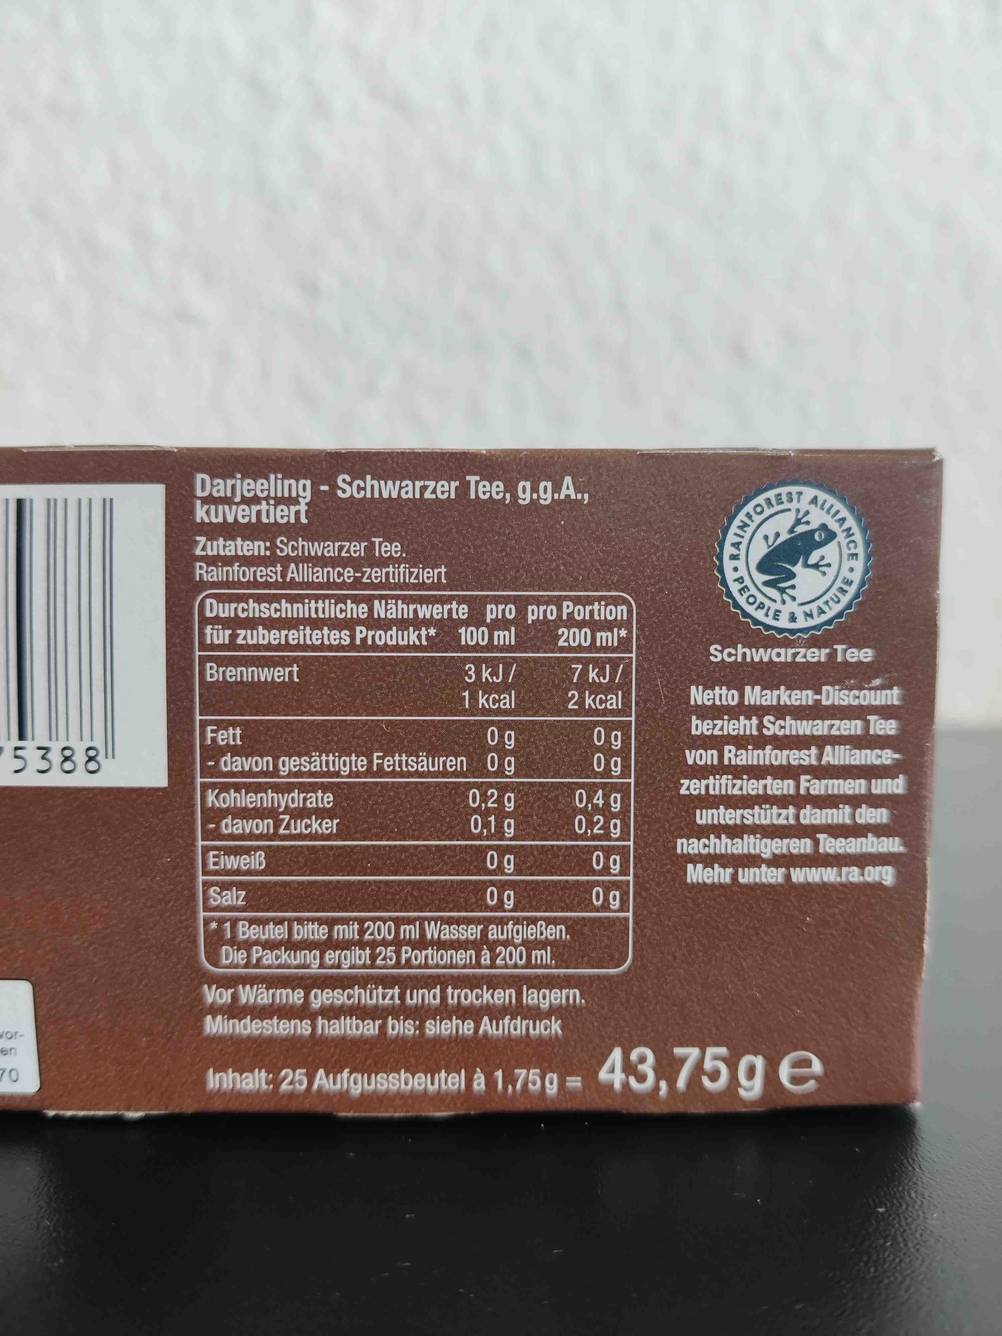 Darjeeling - Schwarzer Tee, g.g.A.,
kuvertiert
Zutaten: Schwarzer Tee.
Rainforest Alliance-zertifiziert
Durchschnittliche Nährwerte pro pro Portion
für zubereitetes Produkt* 100 ml 200 ml*
Brennwert 3 kJ / 7 kJ /
1 kcal 2 kcal
Fett 0 g 0 g
- davon gesättigte Fettsäuren 0 g 0 g
Kohlenhydrate 0,2 g 0,4 g
- davon Zucker 0,1 g 0,2 g
Eiweiß 0 g 0 g
Salz 0 g 0 g
* 1 Beutel bitte mit 200 ml Wasser aufgießen.
Die Packung ergibt 25 Portionen à 200 ml.
Vor Wärme geschützt und trocken lagern.
Mindestens haltbar bis: siehe Aufdruck
Inhalt: 25 Aufgussbeutel à 1,75 g = 43,75 g e
RAINFOREST ALLIANCE
PEOPLE & NATURE
Schwarzer Tee
Netto Marken-Discount
bezieht Schwarzen Tee
von Rainforest Alliance-
zertifizierten Farmen und
unterstützt damit den
nachhaltigeren Teeanbau.
Mehr unter www.ra.org
5388
vor-
en
70